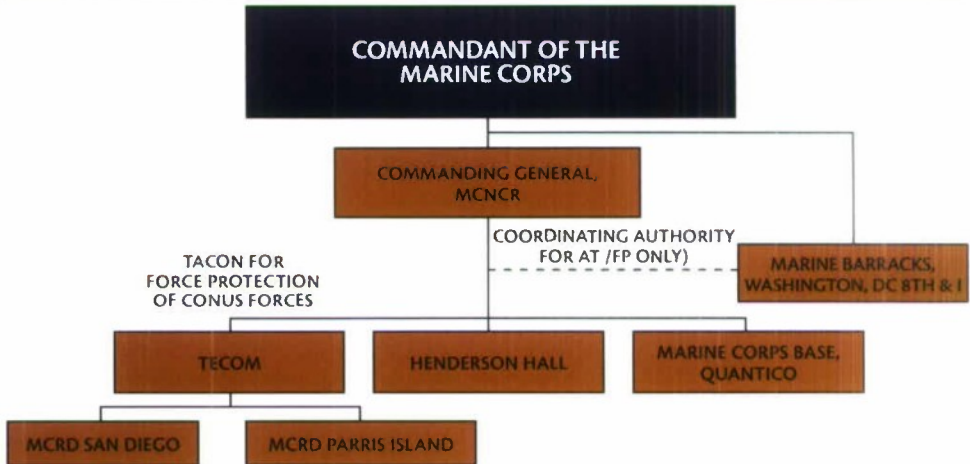 COMMANDANT OF THE
MARINE CORPS
COMMANDING GENERAL,
MCNCR
COORDINATING AUTHORITY
FOR AT /FP ONLY)
MARINE BARRACKS,
WASHINGTON, DC 8TH & I
TACON FOR
FORCE PROTECTION
OF CONUS FORCES
TECOM
HENDERSON HALL
MARINE CORPS BASE,
QUANTICO
MCRD SAN DIEGO
MCRD PARRIS ISLAND